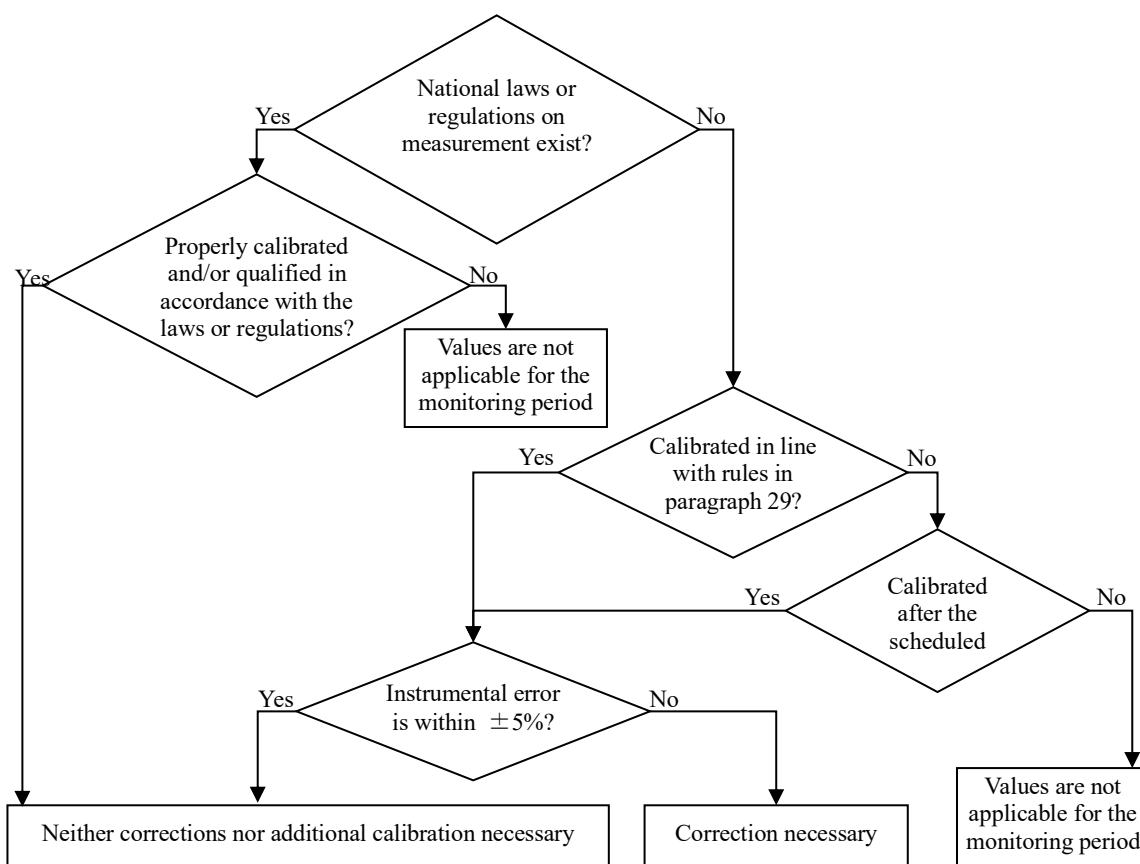 National laws or
regulations on
measurement exist?
Yes
No
Properly calibrated
and/or qualified in
accordance with the
laws or regulations?
Yes
No
Values are not
applicable for the
monitoring period
Calibrated in line
with rules in
paragraph 29?
Yes
No
Calibrated
after the
scheduled
Yes
No
Instrumental error
is within ±5%?
Yes
No
Values are not
applicable for the
monitoring period
Neither corrections nor additional calibration necessary
Correction necessary